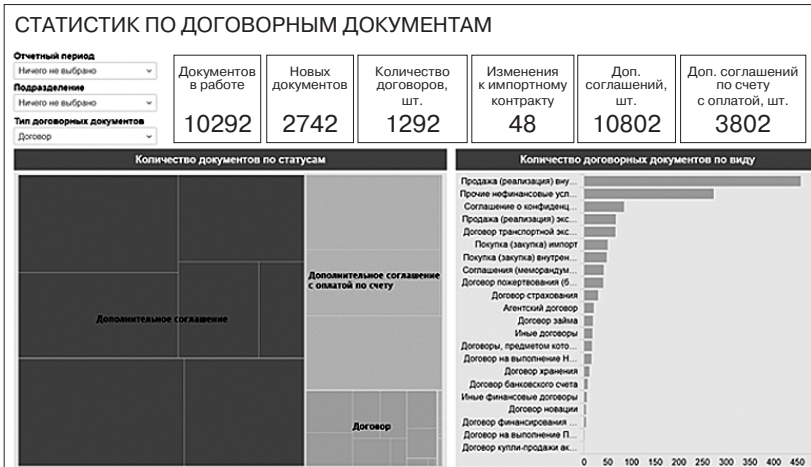 СТАТИСТИК ПО ДОГОВОРНЫМ ДОКУМЕНТАМ
Отчетный период
Ничего не выбрано
Подразделение
Ничего не выбрано
Тип договорных документов
Договор
Документов
в работе
10292
Новых
документов
2742
Количество
договоров,
шт.
1292
Изменения
к импортному
контракту
48
Доп.
соглашений,
шт.
10802
Доп. соглашений
по счету
с оплатой, шт.
3802
Количество документов по статусам
Дополнительное соглашение
Дополнительное соглашение
с оплатой по счету
Договор
Количество договорных документов по виду
Продажа (реализация) вну...
Прочие нефинансовые усл...
Соглашение о конфиденц...
Продажа (реализация) экс...
Договор транспортной экс...
Покупка (закупка) импорт
Покупка (закупка) внутрен...
Соглашения (меморандум...
Договор пожертвования (б...
Договор страхования
Агентский договор
Договор займа
Иные договоры
Договоры, предметом кото...
Договор на выполнение Н...
Договор хранения
Договор банковского счета
Иные финансовые договоры
Договор новации
Договор финансирования ...
Договор на выполнение П...
Договор купли-продажи ак...
0 50 100 150 200 250 300 350 400 450